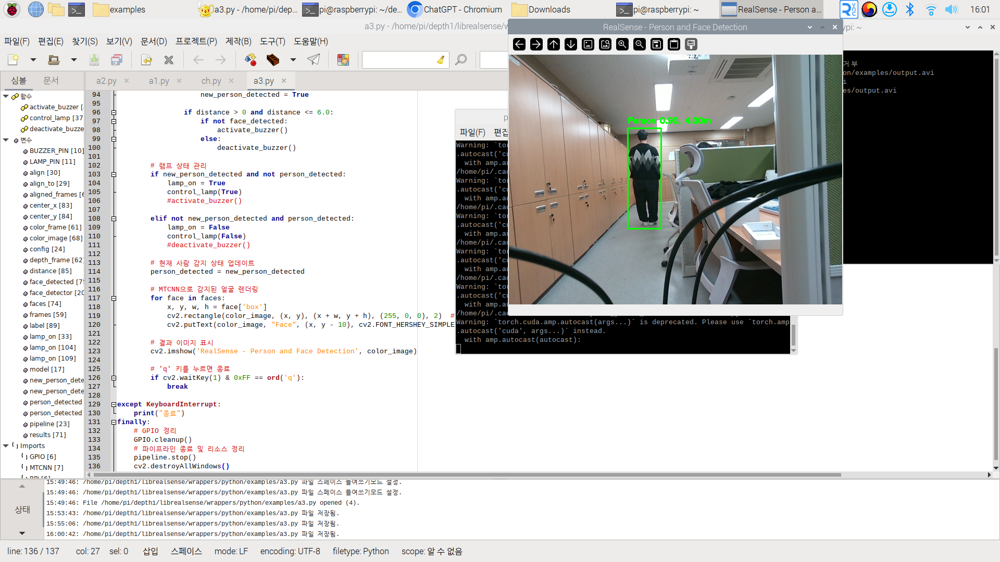 examples
a3.py - /home/pi/dep...
pi@raspberrypi: ~/de...
ChatGPT - Chromium
Downloads
pi@raspberrypi: ~
RealSense - Person a...
16:01
a3.py - /home/pi/depth1/librealsense/w
RealSense - Person and Face Detection
pi: ~
파일(F) 편집(E) 찾기(S) 보기(V) 문서(D) 프로젝트(P) 제작(B) 도구(T) 도움말(H)
심볼 문서
a2.py a1.py ch.py a3.py
함수
activate_buzzer [
control_lamp [37
deactivate_buzze
변수
BUZZER_PIN [10]
LAMP_PIN [11]
align [30]
align_to [29]
aligned_frames [6
center_x [83]
center_y [84]
color_frame [61]
color_image [68]
config [24]
depth_frame [62]
distance [85]
face_detected [75
face_detector [20
faces [74]
frames [59]
label [89]
lamp_on [33]
lamp_on [104]
lamp_on [109]
model [17]
new_person_dete
new_person_dete
person_detected
person_detected
pipeline [23]
results [71]
Imports
GPIO [6]
MTCNN [7]
RPi [6]
94 new_person_detected = True
95
96 if distance > 0 and distance <= 6.0:
97 if not face_detected:
98 activate_buzzer()
99 else:
100 deactivate_buzzer()
101
102 # 램프 상태 관리
103 if new_person_detected and not person_detected:
104 lamp_on = True
105 control_lamp(True)
106 #activate_buzzer()
107
108 elif not new_person_detected and person_detected:
109 lamp_on = False
110 control_lamp(False)
111 #deactivate_buzzer()
112
113 # 현재 사람 감지 상태 업데이트
114 person_detected = new_person_detected
115
116 # MTCNN으로 감지된 얼굴 렌더링
117 for face in faces:
118 x, y, w, h = face['box']
119 cv2.rectangle(color_image, (x, y), (x + w, y + h), (255, 0, 0), 2) #
120 cv2.putText(color_image, "Face", (x, y - 10), cv2.FONT_HERSHEY_SIMPLE
121
122 # 결과 이미지 표시
123 cv2.imshow('RealSense - Person and Face Detection', color_image)
124
125 # 'q' 키를 누르면 종료
126 if cv2.waitKey(1) & 0xFF == ord('q'):
127 break
128
129 except KeyboardInterrupt:
130 print("종료")
131 finally:
132 # GPIO 정리
133 GPIO.cleanup()
134 # 파이프라인 종료 및 리소스 정리
135 pipeline.stop()
136 cv2.destroyAllWindows()
p
파일(F) 편집
Warning: `tor
.autocast('cu
with amp.au
/home/pi/.cac
Warning: `tor
.autocast('cu
with amp.au
/home/pi/.cac
Warning: `tor
.autocast('cu
with amp.au
/home/pi/.cac
Warning: `tor
.autocast('cu
with amp.au
/home/pi/.cac
Warning: `tor
.autocast('cu
with amp.au
/home/pi/.cac
Warning: `torch.cuda.amp.autocast(args...)` is deprecated. Please use `torch.amp
.autocast('cuda', args...)` instead.
with amp.autocast(autocast):
Person 0.90, 4.00m
거 부
on/examples/output.avi
i
es/output.avi
상태
15:49:46: /home/pi/depth1/librealsense/wrappers/python/examples/a3.py 파일 스페이스 들여쓰기모드 설정.
15:49:46: /home/pi/depth1/librealsense/wrappers/python/examples/a3.py 파일 스페이스 들여쓰기모드 설정.
15:49:46: File /home/pi/depth1/librealsense/wrappers/python/examples/a3.py opened (4).
15:53:43: /home/pi/depth1/librealsense/wrappers/python/examples/a3.py 파일 저장됨.
15:55:06: /home/pi/depth1/librealsense/wrappers/python/examples/a3.py 파일 저장됨.
16:00:42: /home/pi/depth1/librealsense/wrappers/python/examples/a3.py 파일 저장됨.
line: 136 / 137 col: 27 sel: 0 삽입 스페이스 mode: LF encoding: UTF-8 filetype: Python scope: 알 수 없음